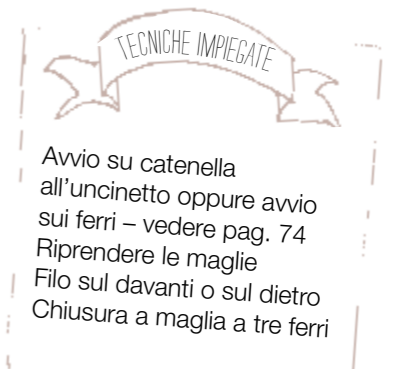 TECNICHE IMPIEGATE
Avvio su catenella
all'uncinetto oppure avvio
sui ferri – vedere pag. 74
Riprendere le maglie
Filo sul davanti o sul dietro
Chiusura a maglia a tre ferri